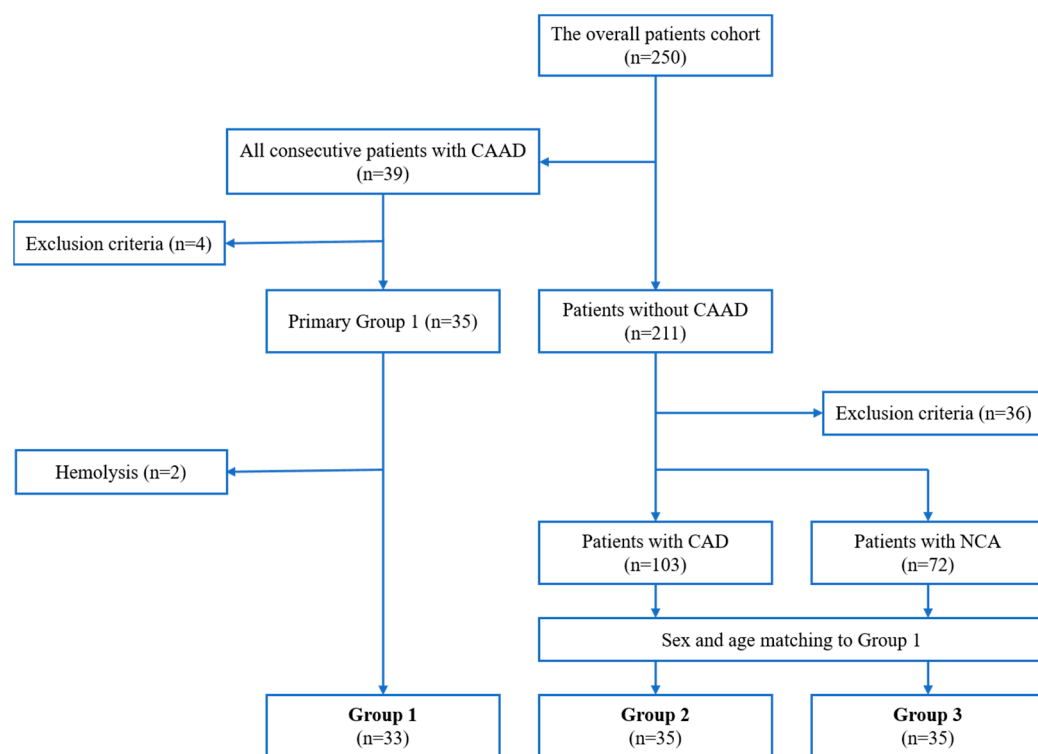 The overall patients cohort
(n=250)
All consecutive patients with CAAD
(n=39)
Exclusion criteria (n=4)
Primary Group 1 (n=35)
Patients without CAAD
(n=211)
Exclusion criteria (n=36)
Hemolysis (n=2)
Patients with CAD
(n=103)
Patients with NCA
(n=72)
Sex and age matching to Group 1
Group 1
(n=33)
Group 2
(n=35)
Group 3
(n=35)